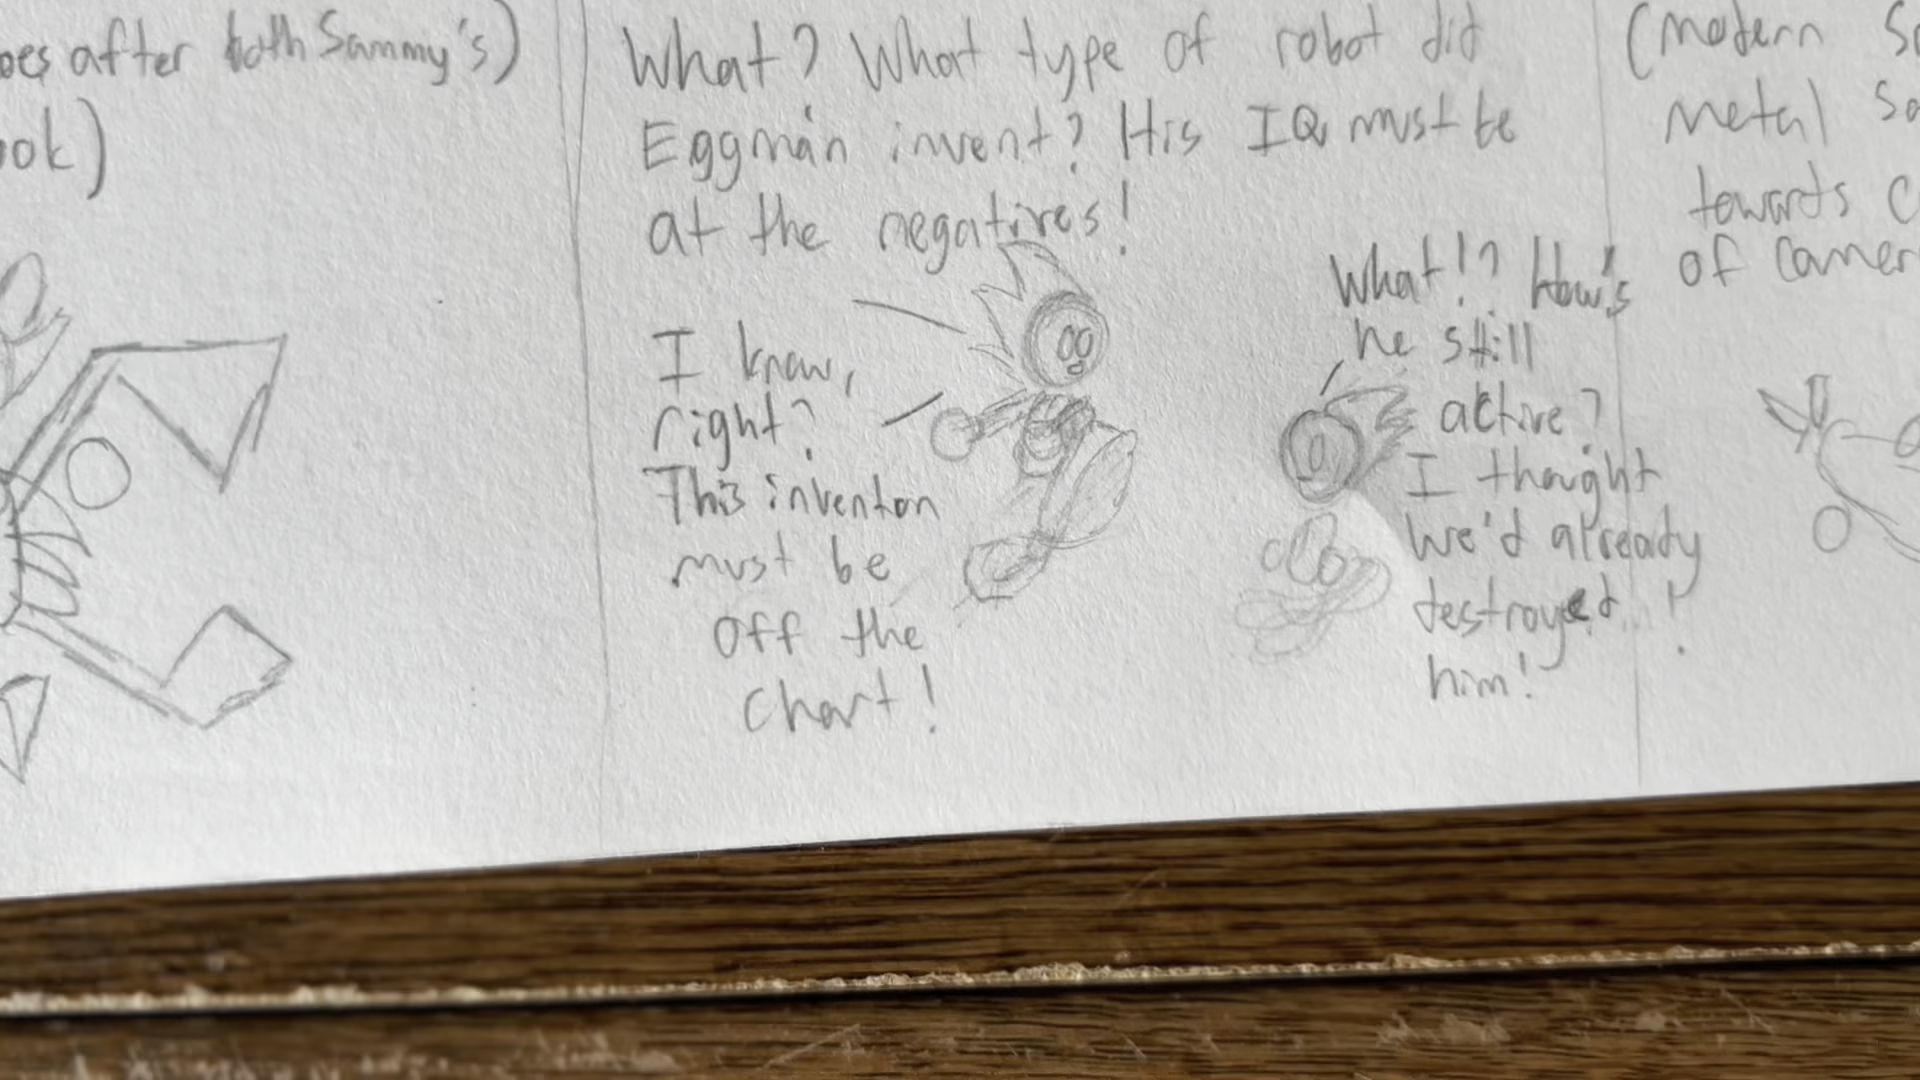 oes after both Sammy's)
ook)
What? What type of robot did
Eggman invent? His IQ must be
at the negatives!
I know,
right?
This invention
must be
off the
chart!
What!? How's
he still
active?
I thought
we'd already
destroyed
him!
(Modern
metal
towards
of camer